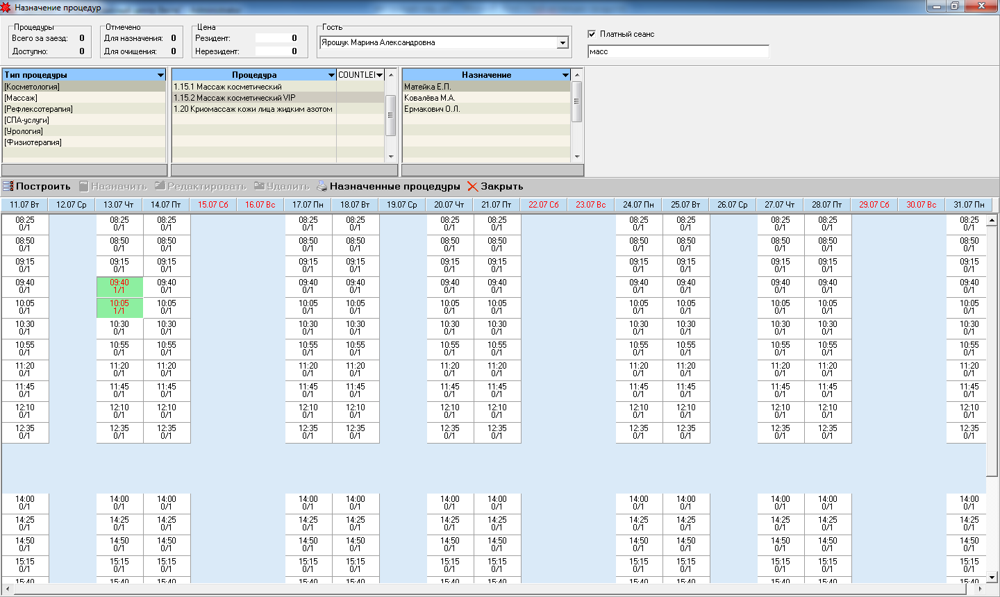 Назначение процедур
Процедуры
Всего за заезд: 0
Доступно: 0
Отмечено
Для назначения: 0
Для очищения: 0
Цена
Резидент: 0
Нерезидент: 0
Гость
Ярощук Марина Александровна
Платный сеанс
масс
Тип процедуры
[Косметология]
[Массаж]
[Рефлексотерапия]
[СПА-услуги]
[Урология]
[Физиотерапия]
Процедура COUNTLEI
1.15.1 Массаж косметический
1.15.2 Массаж косметический VIP
1.20 Криомассаж кожи лица жидким азотом
Назначение
Матейка Е.П.
Ковалёва М.А.
Ермакович О.Л.
Построить Назначить Редактировать Удалить Назначенные процедуры Закрыть
11.07 Вт 12.07 Ср 13.07 Чт 14.07 Пт 15.07 Сб 16.07 Вс 17.07 Пн 18.07 Вт 19.07 Ср 20.07 Чт 21.07 Пт 22.07 Сб 23.07 Вс 24.07 Пн 25.07 Вт 26.07 Ср 27.07 Чт 28.07 Пт 29.07 Сб 30.07 Вс 31.07 Пн
08:25 08:25 08:25 08:25 08:25 08:25 08:25 08:25 08:25 08:25 08:25 08:25
0/1 0/1 0/1 0/1 0/1 0/1 0/1 0/1 0/1 0/1 0/1 0/1
08:50 08:50 08:50 08:50 08:50 08:50 08:50 08:50 08:50 08:50 08:50 08:50
0/1 0/1 0/1 0/1 0/1 0/1 0/1 0/1 0/1 0/1 0/1 0/1
09:15 09:15 09:15 09:15 09:15 09:15 09:15 09:15 09:15 09:15 09:15 09:15
0/1 0/1 0/1 0/1 0/1 0/1 0/1 0/1 0/1 0/1 0/1 0/1
09:40 09:40 09:40 09:40 09:40 09:40 09:40 09:40 09:40 09:40 09:40 09:40
0/1 1/1 0/1 0/1 0/1 0/1 0/1 0/1 0/1 0/1 0/1 0/1
10:05 10:05 10:05 10:05 10:05 10:05 10:05 10:05 10:05 10:05 10:05 10:05
0/1 1/1 0/1 0/1 0/1 0/1 0/1 0/1 0/1 0/1 0/1 0/1
10:30 10:30 10:30 10:30 10:30 10:30 10:30 10:30 10:30 10:30 10:30 10:30
0/1 0/1 0/1 0/1 0/1 0/1 0/1 0/1 0/1 0/1 0/1 0/1
10:55 10:55 10:55 10:55 10:55 10:55 10:55 10:55 10:55 10:55 10:55 10:55
0/1 0/1 0/1 0/1 0/1 0/1 0/1 0/1 0/1 0/1 0/1 0/1
11:20 11:20 11:20 11:20 11:20 11:20 11:20 11:20 11:20 11:20 11:20 11:20
0/1 0/1 0/1 0/1 0/1 0/1 0/1 0/1 0/1 0/1 0/1 0/1
11:45 11:45 11:45 11:45 11:45 11:45 11:45 11:45 11:45 11:45 11:45 11:45
0/1 0/1 0/1 0/1 0/1 0/1 0/1 0/1 0/1 0/1 0/1 0/1
12:10 12:10 12:10 12:10 12:10 12:10 12:10 12:10 12:10 12:10 12:10 12:10
0/1 0/1 0/1 0/1 0/1 0/1 0/1 0/1 0/1 0/1 0/1 0/1
12:35 12:35 12:35 12:35 12:35 12:35 12:35 12:35 12:35 12:35 12:35 12:35
0/1 0/1 0/1 0/1 0/1 0/1 0/1 0/1 0/1 0/1 0/1 0/1
14:00 14:00 14:00 14:00 14:00 14:00 14:00 14:00 14:00 14:00 14:00 14:00
0/1 0/1 0/1 0/1 0/1 0/1 0/1 0/1 0/1 0/1 0/1 0/1
14:25 14:25 14:25 14:25 14:25 14:25 14:25 14:25 14:25 14:25 14:25 14:25
0/1 0/1 0/1 0/1 0/1 0/1 0/1 0/1 0/1 0/1 0/1 0/1
14:50 14:50 14:50 14:50 14:50 14:50 14:50 14:50 14:50 14:50 14:50 14:50
0/1 0/1 0/1 0/1 0/1 0/1 0/1 0/1 0/1 0/1 0/1 0/1
15:15 15:15 15:15 15:15 15:15 15:15 15:15 15:15 15:15 15:15 15:15 15:15
0/1 0/1 0/1 0/1 0/1 0/1 0/1 0/1 0/1 0/1 0/1 0/1
15:40 15:40 15:40 15:40 15:40 15:40 15:40 15:40 15:40 15:40 15:40 15:40